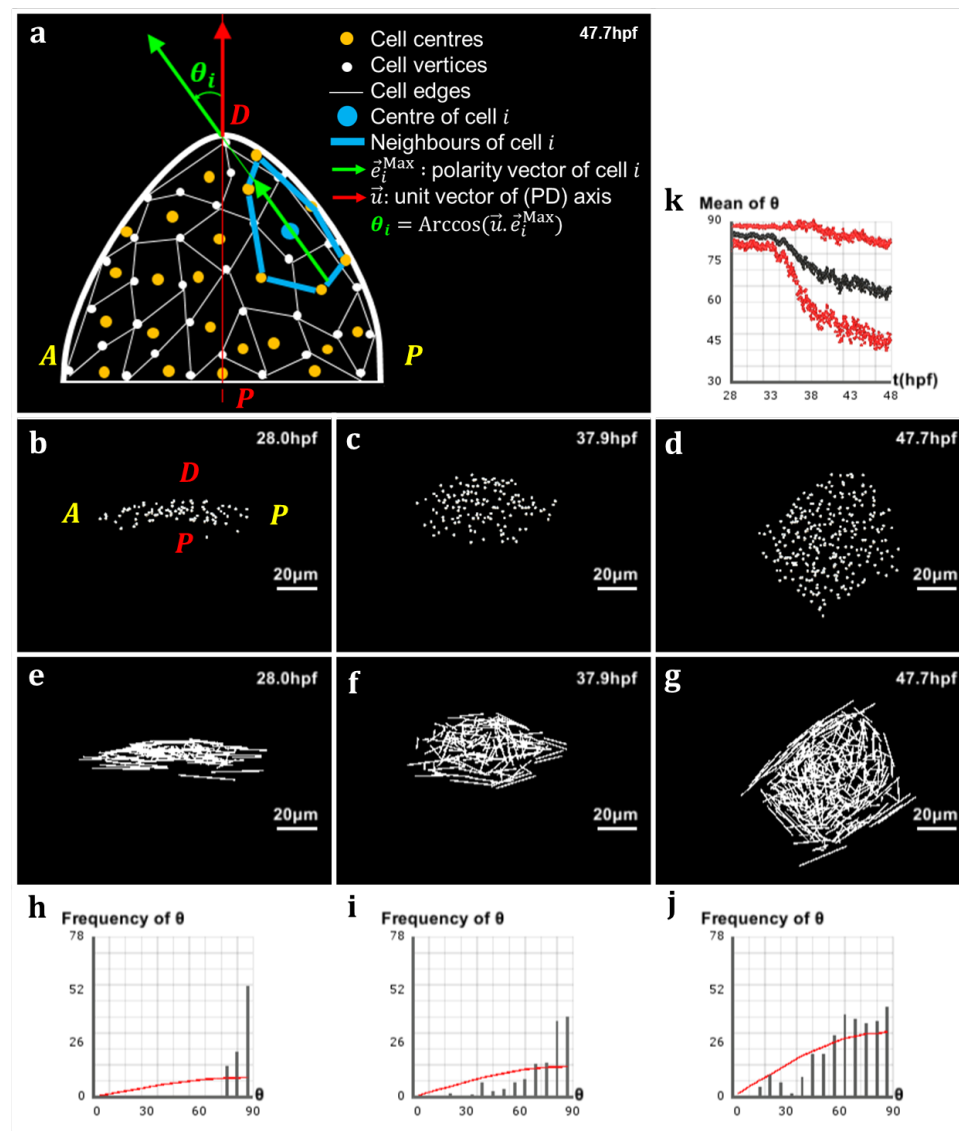 a
47.7hpf
θᵢ
D
A
P
P
Cell centres
Cell vertices
Cell edges
Centre of cell i
Neighbours of cell i
e⃗ᵢᴹᵃˣ : polarity vector of cell i
u⃗: unit vector of (PD) axis
θᵢ = Arccos(u⃗.e⃗ᵢᴹᵃˣ)
k
Mean of θ
90
75
60
45
30
28 33 38 43 48
t(hpf)
b
28.0hpf
D
A
P
P
20µm
c
37.9hpf
20µm
d
47.7hpf
20µm
e
28.0hpf
20µm
f
37.9hpf
20µm
g
47.7hpf
20µm
h
Frequency of θ
78
52
26
0
0 30 60 90
θ
i
Frequency of θ
78
52
26
0
0 30 60 90
θ
j
Frequency of θ
78
52
26
0
0 30 60 90
θ